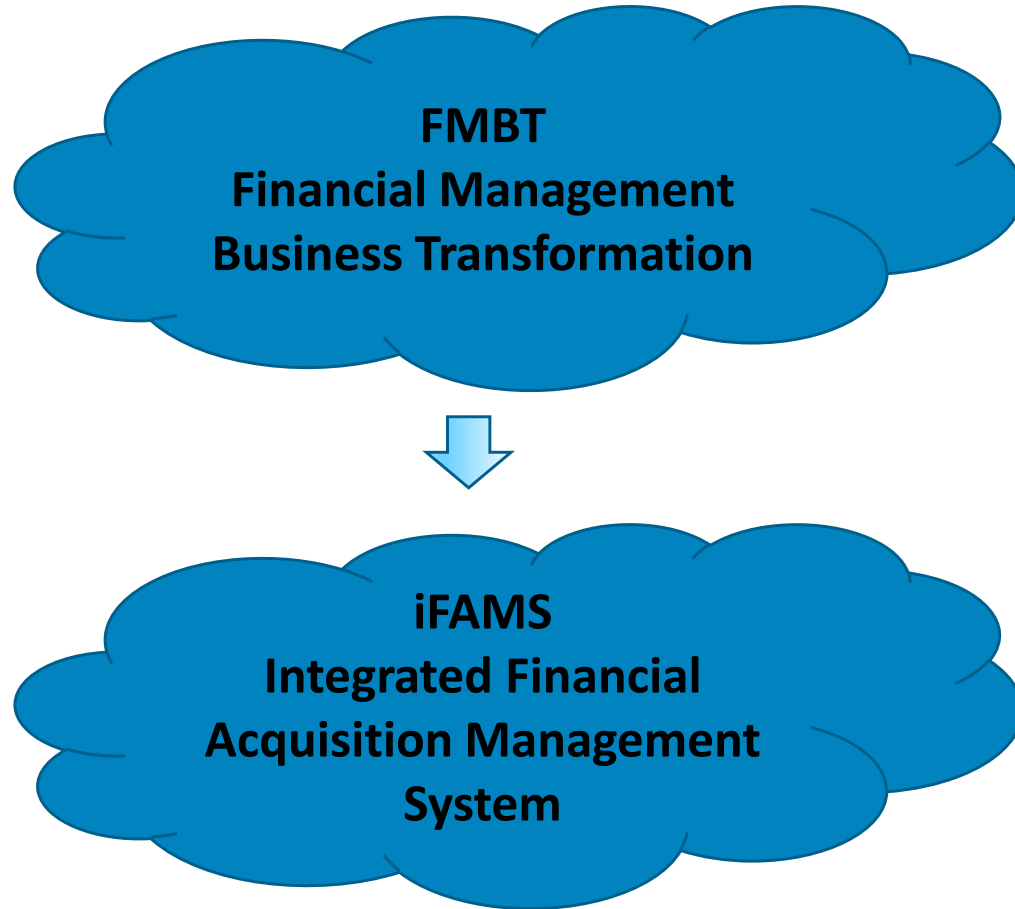 FMBT
Financial Management
Business Transformation
iFAMS
Integrated Financial
Acquisition Management
System